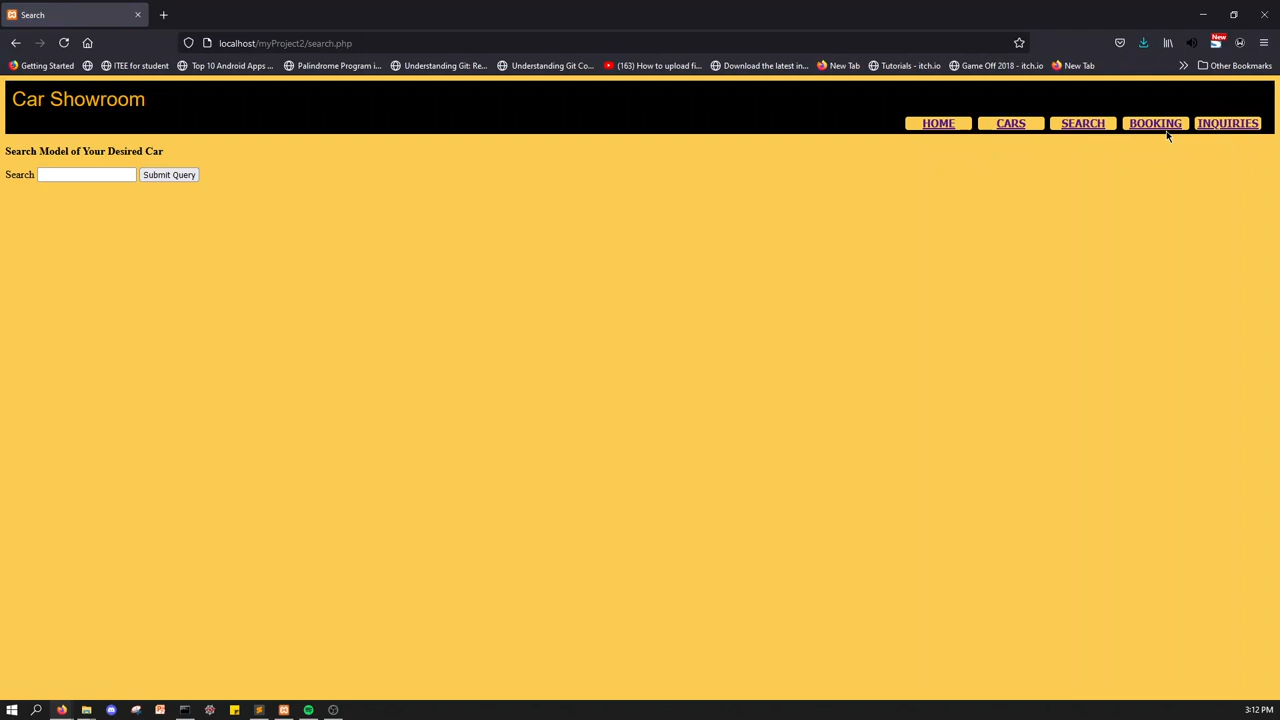 Search
localhost/myProject2/search.php
New
Getting Started ITEE for student Top 10 Android Apps ... Palindrome Program i... Understanding Git: Re... Understanding Git Co... (163) How to upload fi... Download the latest in... New Tab Tutorials - itch.io Game Off 2018 - itch.io New Tab Other Bookmarks
Car Showroom
HOME CARS SEARCH BOOKING INQUIRIES
Search Model of Your Desired Car
Search Submit Query
3:12 PM